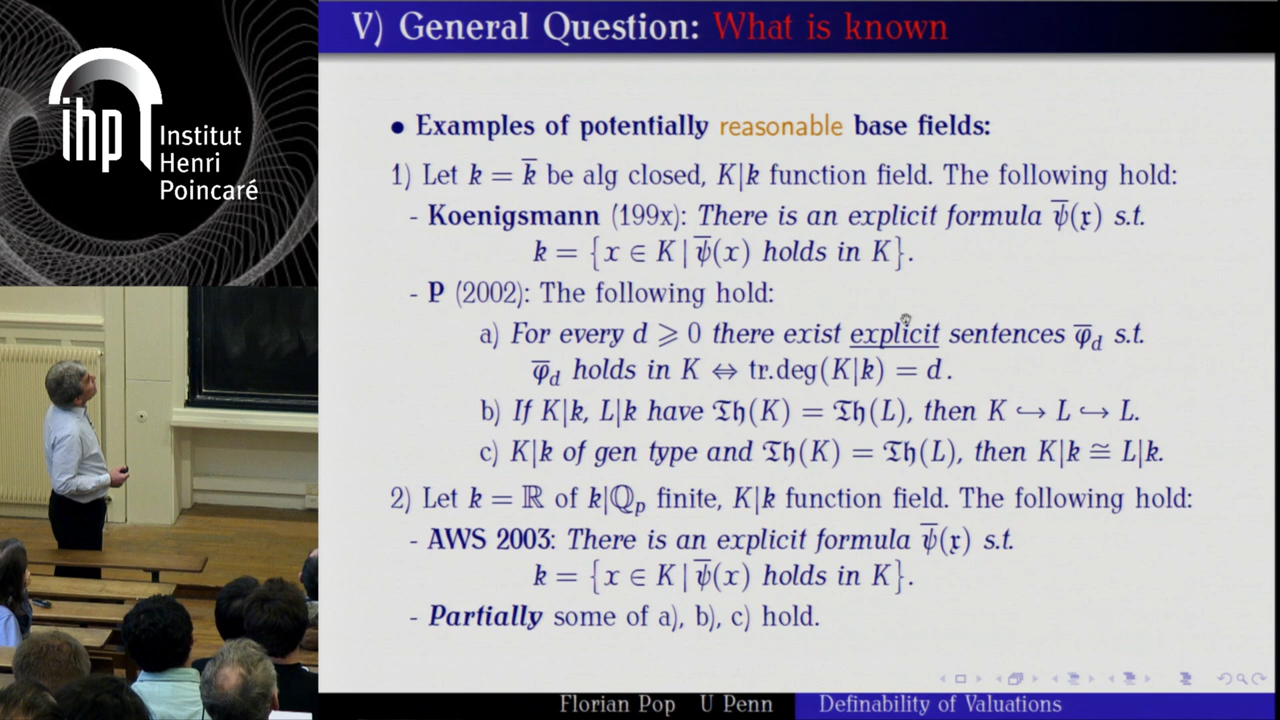 ihp Institut
Henri
Poincaré
V) General Question: What is known
• Examples of potentially reasonable base fields:
1) Let k = k̅ be alg closed, K|k function field. The following hold:
- Koenigsmann (199x): There is an explicit formula ψ̅(𝔵) s.t.
k = {x ∈ K | ψ̅(x) holds in K}.
- P (2002): The following hold:
a) For every d ⩾ 0 there exist explicit sentences φ̅_d s.t.
φ̅_d holds in K ⇔ tr.deg(K|k) = d.
b) If K|k, L|k have 𝔗𝔥(K) = 𝔗𝔥(L), then K ↪ L ↪ L.
c) K|k of gen type and 𝔗𝔥(K) = 𝔗𝔥(L), then K|k ≅ L|k.
2) Let k = ℝ of k|ℚ_p finite, K|k function field. The following hold:
- AWS 2003: There is an explicit formula ψ̅(𝔵) s.t.
k = {x ∈ K | ψ̅(x) holds in K}.
- Partially some of a), b), c) hold.
Florian Pop U Penn Definability of Valuations